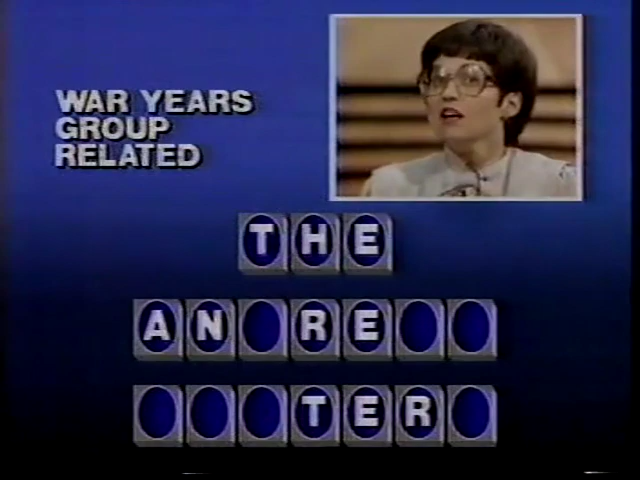 WAR YEARS
GROUP
RELATED
THE
AN RE
TER